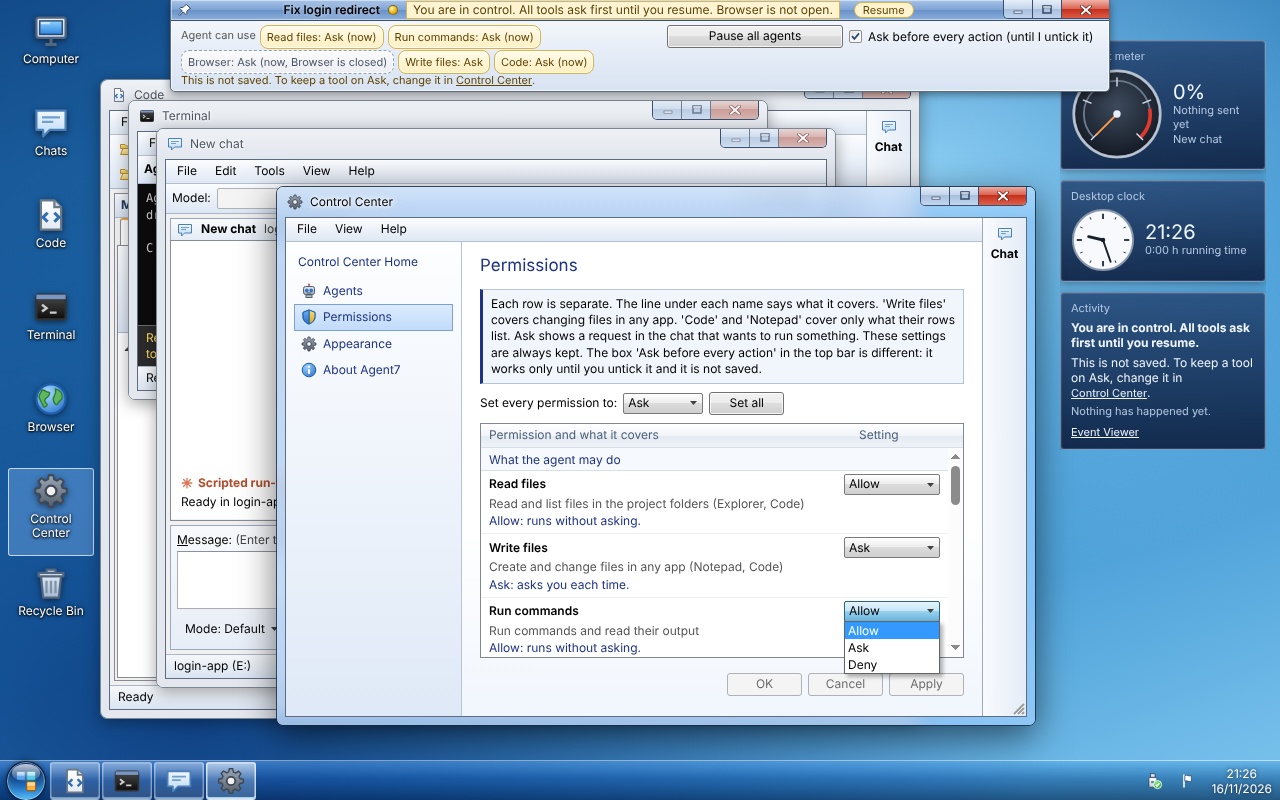 Fix login redirect
You are in control. All tools ask first until you resume. Browser is not open.
Resume
Agent can use
Read files: Ask (now)
Run commands: Ask (now)
Browser: Ask (now, Browser is closed)
Write files: Ask
Code: Ask (now)
Pause all agents
Ask before every action (until I untick it)
This is not saved. To keep a tool on Ask, change it in Control Center.
Computer
Chats
Code
Terminal
Browser
Control
Center
Recycle Bin
Code
Terminal
New chat
File Edit Tools View Help
Model:
New chat
Ready in login-ap
Message: (Enter t
Mode: Default
login-app (E:)
Ready
Chat
Control Center
File View Help
Control Center Home
Agents
Permissions
Appearance
About Agent7
Permissions
Each row is separate. The line under each name says what it covers. 'Write files'
covers changing files in any app. 'Code' and 'Notepad' cover only what their rows
list. Ask shows a request in the chat that wants to run something. These settings
are always kept. The box 'Ask before every action' in the top bar is different: it
works only until you untick it and it is not saved.
Set every permission to: Ask Set all
Permission and what it covers Setting
What the agent may do
Read files Allow
Read and list files in the project folders (Explorer, Code)
Allow: runs without asking.
Write files Ask
Create and change files in any app (Notepad, Code)
Ask: asks you each time.
Run commands Allow
Run commands and read their output
Allow: runs without asking.
Allow
Ask
Deny
OK Cancel Apply
Chat
meter
0%
Nothing sent
yet
New chat
Desktop clock
21:26
0:00 h running time
Activity
You are in control. All tools ask
first until you resume.
This is not saved. To keep a tool
on Ask, change it in
Control Center.
Nothing has happened yet.
Event Viewer
21:26
16/11/2026